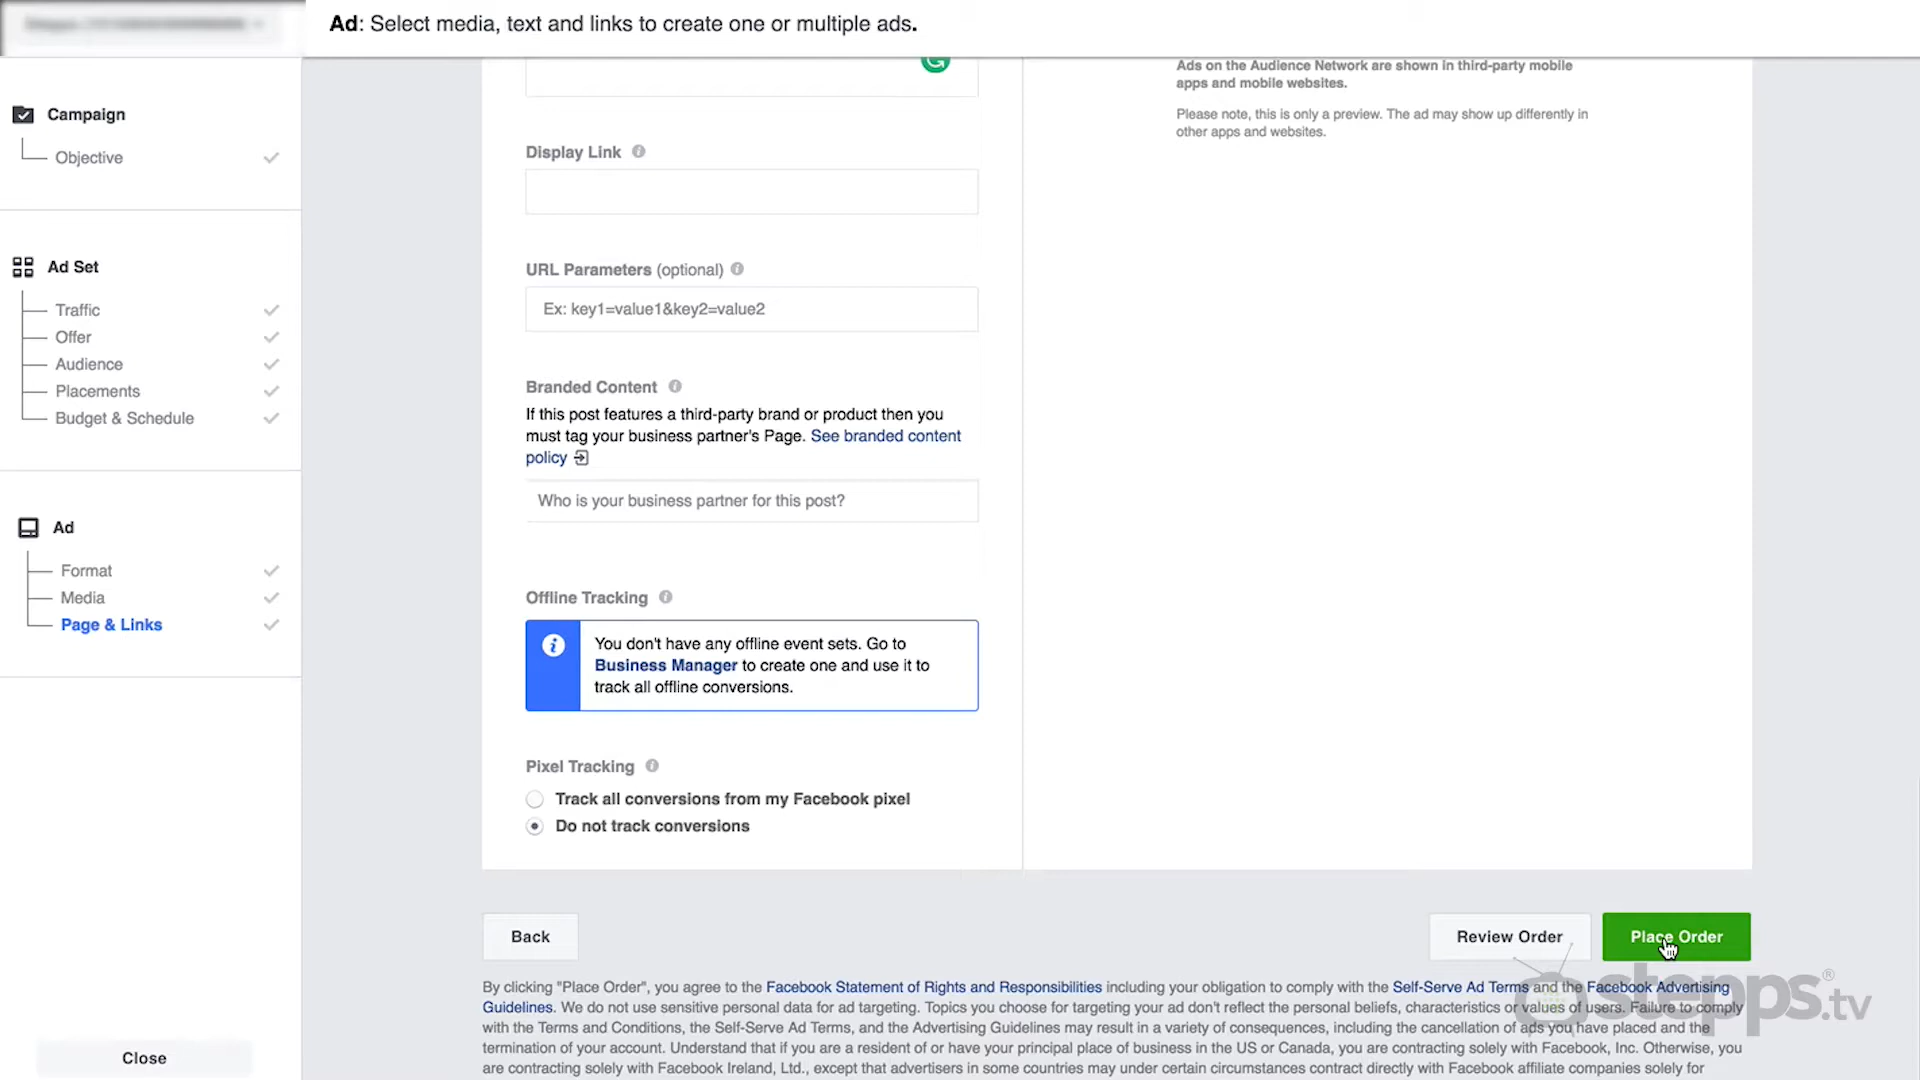 Ad: Select media, text and links to create one or multiple ads.
Campaign
Objective
Ad Set
Traffic
Offer
Audience
Placements
Budget & Schedule
Ad
Format
Media
Page & Links
Close
Display Link
URL Parameters (optional)
Ex: key1=value1&key2=value2
Branded Content
If this post features a third-party brand or product then you
must tag your business partner's Page. See branded content
policy
Who is your business partner for this post?
Offline Tracking
You don't have any offline event sets. Go to
Business Manager to create one and use it to
track all offline conversions.
Pixel Tracking
Track all conversions from my Facebook pixel
Do not track conversions
Ads on the Audience Network are shown in third-party mobile
apps and mobile websites.
Please note, this is only a preview. The ad may show up differently in
other apps and websites.
Back
Review Order
Place Order
By clicking "Place Order", you agree to the Facebook Statement of Rights and Responsibilities including your obligation to comply with the Self-Serve Ad Terms and the Facebook Advertising
Guidelines. We do not use sensitive personal data for ad targeting. Topics you choose for targeting your ad don't reflect the personal beliefs, characteristics or values of users. Failure to comply
with the Terms and Conditions, the Self-Serve Ad Terms, and the Advertising Guidelines may result in a variety of consequences, including the cancellation of ads you have placed and the
termination of your account. Understand that if you are a resident of or have your principal place of business in the US or Canada, you are contracting solely with Facebook, Inc. Otherwise, you
are contracting solely with Facebook Ireland, Ltd., except that advertisers in some countries may under certain circumstances contract directly with Facebook affiliate companies solely for
stepps®.tv